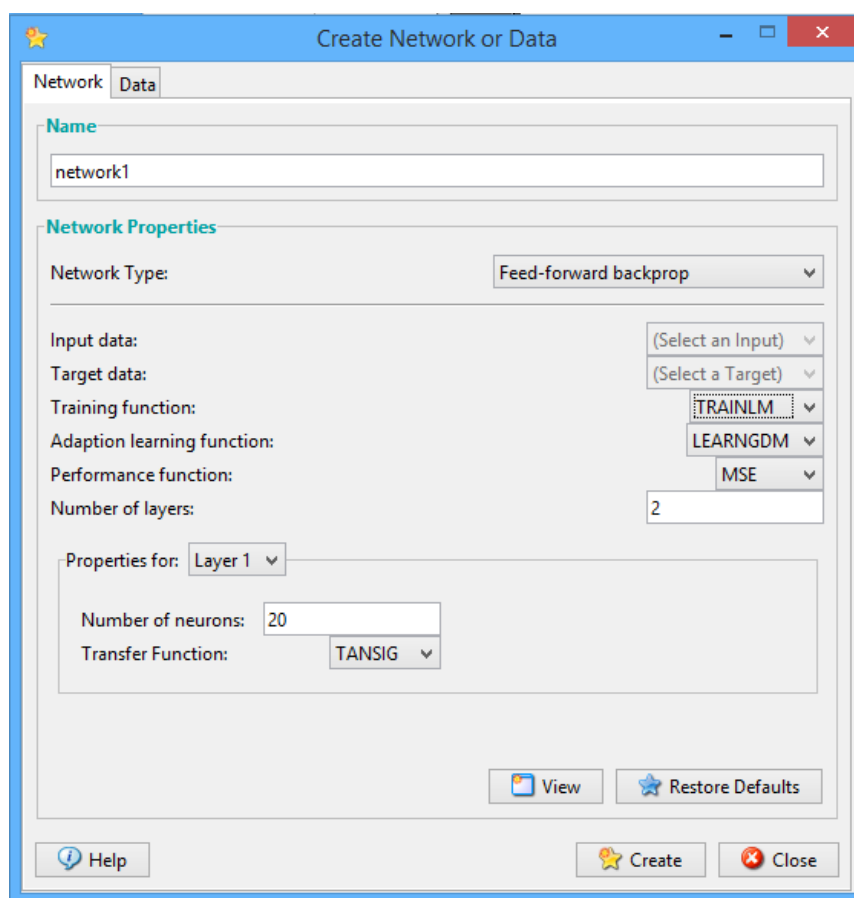 Create Network or Data
Network Data
Name
network1
Network Properties
Network Type: Feed-forward backprop
Input data: (Select an Input)
Target data: (Select a Target)
Training function: TRAINLM
Adaption learning function: LEARNGDM
Performance function: MSE
Number of layers: 2
Properties for: Layer 1
Number of neurons: 20
Transfer Function: TANSIG
View Restore Defaults
Help Create Close